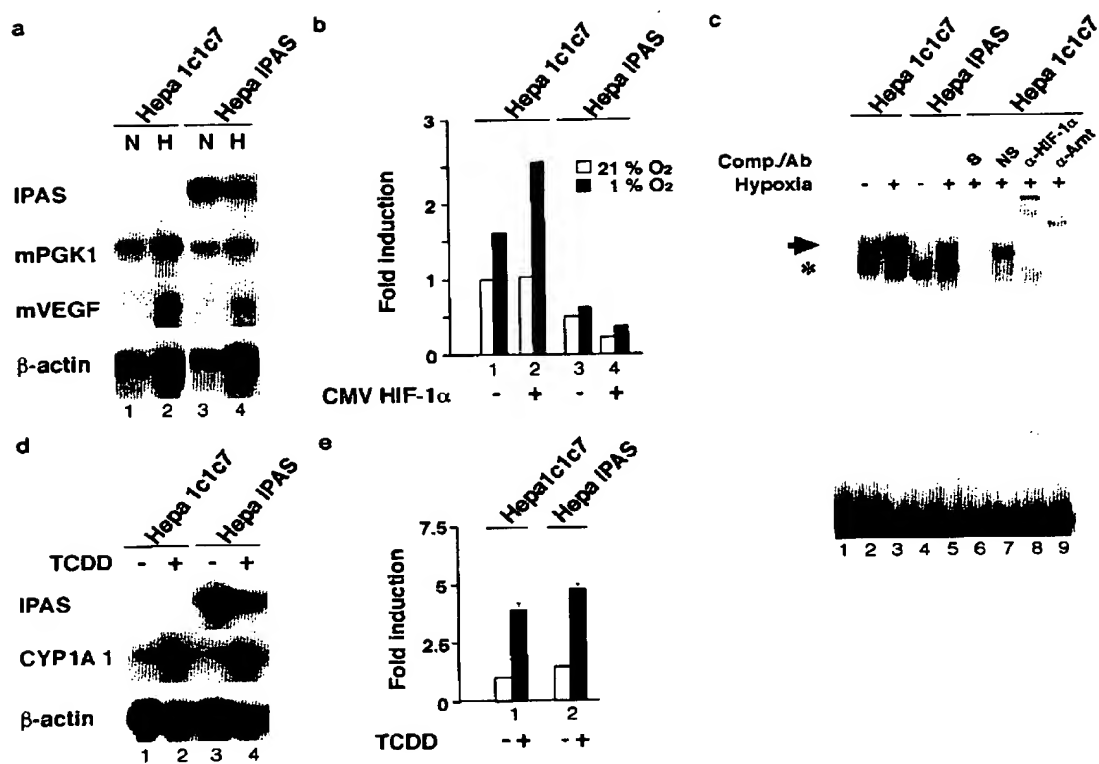 a
Hepa 1c1c7
Hepa IPAS
N H N H
IPAS
mPGK1
mVEGF
β-actin
1 2 3 4
b
Hepa 1c1c7
Hepa IPAS
3
2
1
0
Fold induction
21 % O2
1 % O2
1 2 3 4
CMV HIF-1α - + - +
c
Hepa 1c1c7
Hepa IPAS
Hepa 1c1c7
Comp./Ab S NS α-HIF-1α α-Arnt
Hypoxia - + - + + + + +
*
1 2 3 4 5 6 7 8 9
d
Hepa 1c1c7
Hepa IPAS
TCDD - + - +
IPAS
CYP1A 1
β-actin
1 2 3 4
e
Hepa1c1c7
Hepa IPAS
7.5
5
2.5
0
Fold induction
* *
1 2
TCDD - + - +